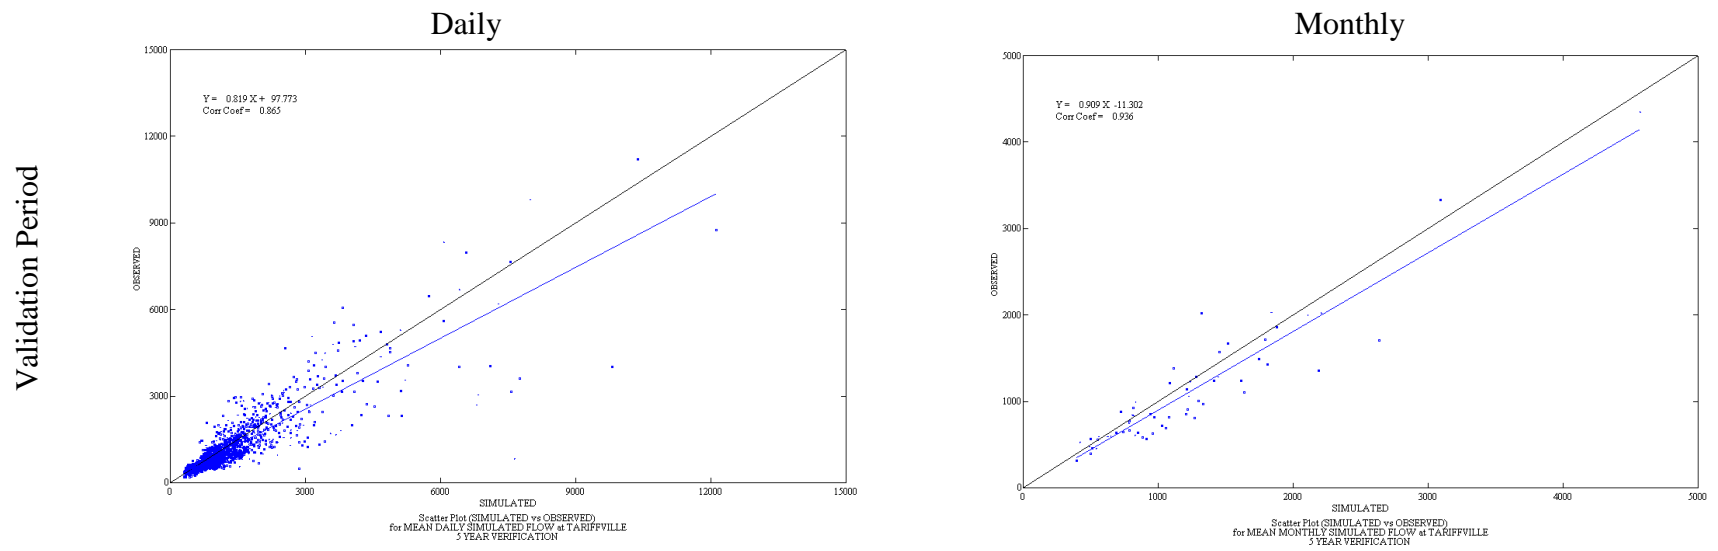 Daily
Monthly
Validation Period
15000
12000
9000
6000
3000
0
0
3000
6000
9000
12000
15000
Y = 0.819 X + 97.773
Corr Coef = 0.865
OBSERVED
SIMULATED
Scatter Plot (SIMULATED vs OBSERVED)
for MEAN DAILY SIMULATED FLOW at TARIFFVILLE
5 YEAR VERIFICATION
5000
4000
3000
2000
1000
0
0
1000
2000
3000
4000
5000
Y = 0.909 X -11.302
Corr Coef = 0.936
OBSERVED
SIMULATED
Scatter Plot (SIMULATED vs OBSERVED)
for MEAN MONTHLY SIMULATED FLOW at TARIFFVILLE
5 YEAR VERIFICATION